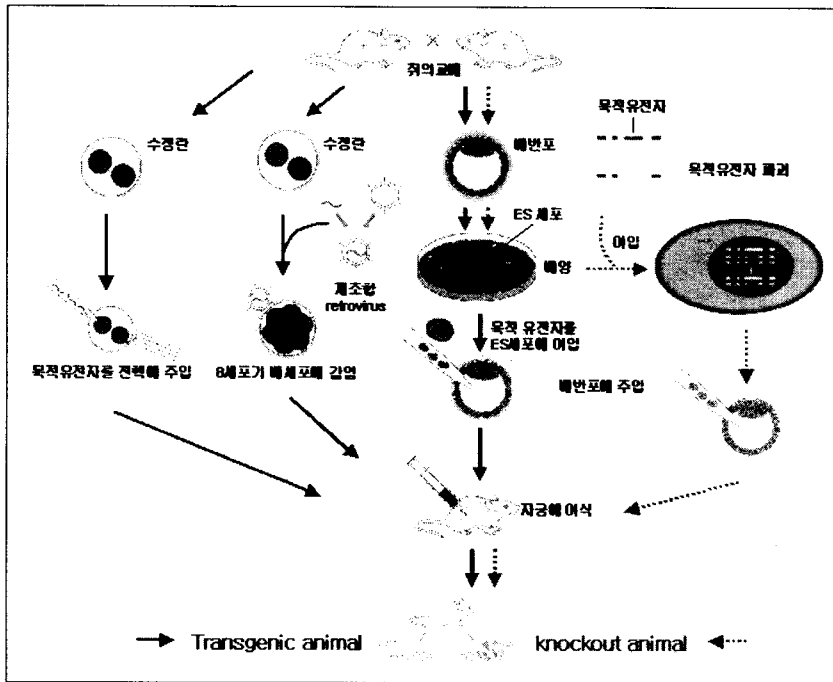 쥐의교배
수정란
수정란
배반포
목적유전자
목적유전자 파괴
ES 세포
배양
이입
재조합
retrovirus
목적유전자를 전핵에 주입
8세포기 배세포에 감염
목적 유전자를
ES세포에 이입
배반포에 주입
자궁에 이식
Transgenic animal
knockout animal